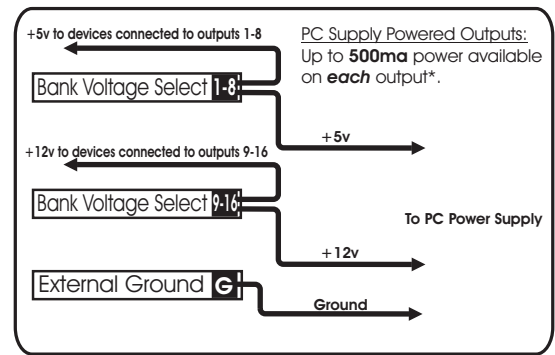 +5v to devices connected to outputs 1-8
PC Supply Powered Outputs:
Up to 500ma power available
on each output*.
Bank Voltage Select 1-8
+5v
+12v to devices connected to outputs 9-16
Bank Voltage Select 9-16
To PC Power Supply
+12v
External Ground G
Ground